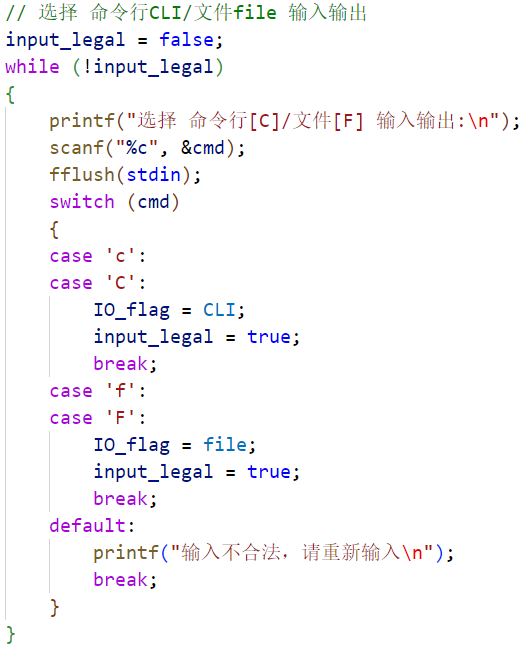 // 选择 命令行CLI/文件file 输入输出
input_legal = false;
while (!input_legal)
{
    printf("选择 命令行[C]/文件[F] 输入输出:\n");
    scanf("%c", &cmd);
    fflush(stdin);
    switch (cmd)
    {
    case 'c':
    case 'C':
        IO_flag = CLI;
        input_legal = true;
        break;
    case 'f':
    case 'F':
        IO_flag = file;
        input_legal = true;
        break;
    default:
        printf("输入不合法，请重新输入\n");
        break;
    }
}